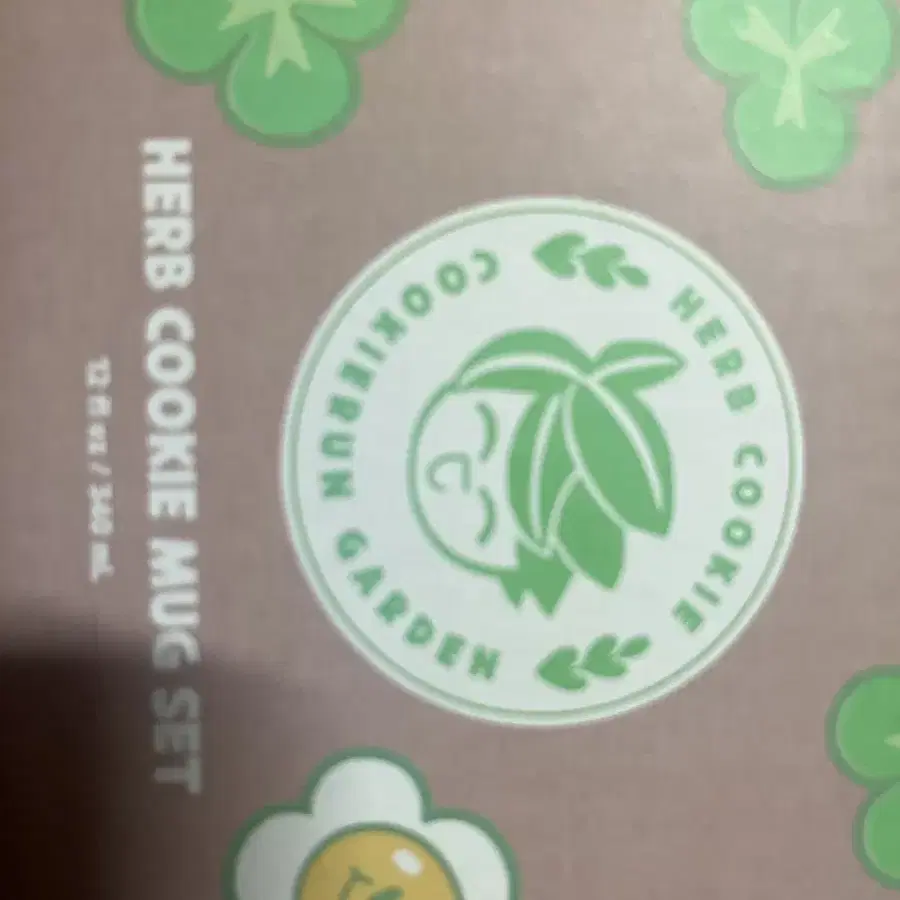 HERB COOKIE
COOKIERUN GARDEN
HERB COOKIE MUG SET
12 fl oz / 340 mL